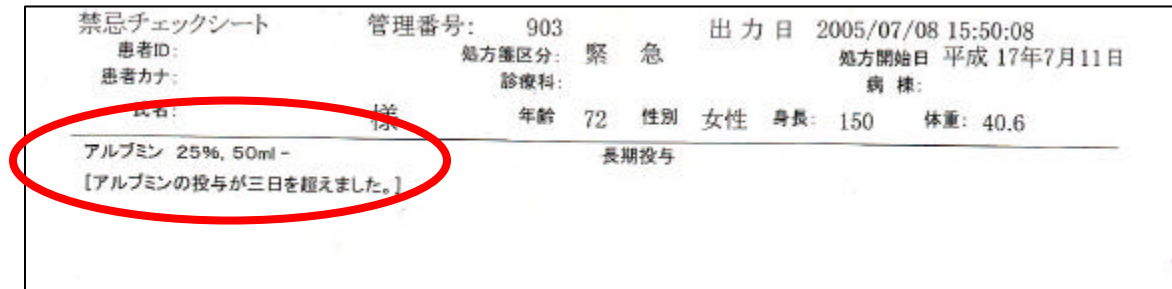 禁忌チェックシート 管理番号: 903 出力日 2005/07/08 15:50:08
患者ID: 処方箋区分: 緊急 処方開始日 平成 17年7月11日
患者カナ: 診療科: 病棟:
氏名: 様 年齢 72 性別 女性 身長: 150 体重: 40.6
アルブミン 25%, 50ml - 長期投与
[アルブミンの投与が三日を超えました。]